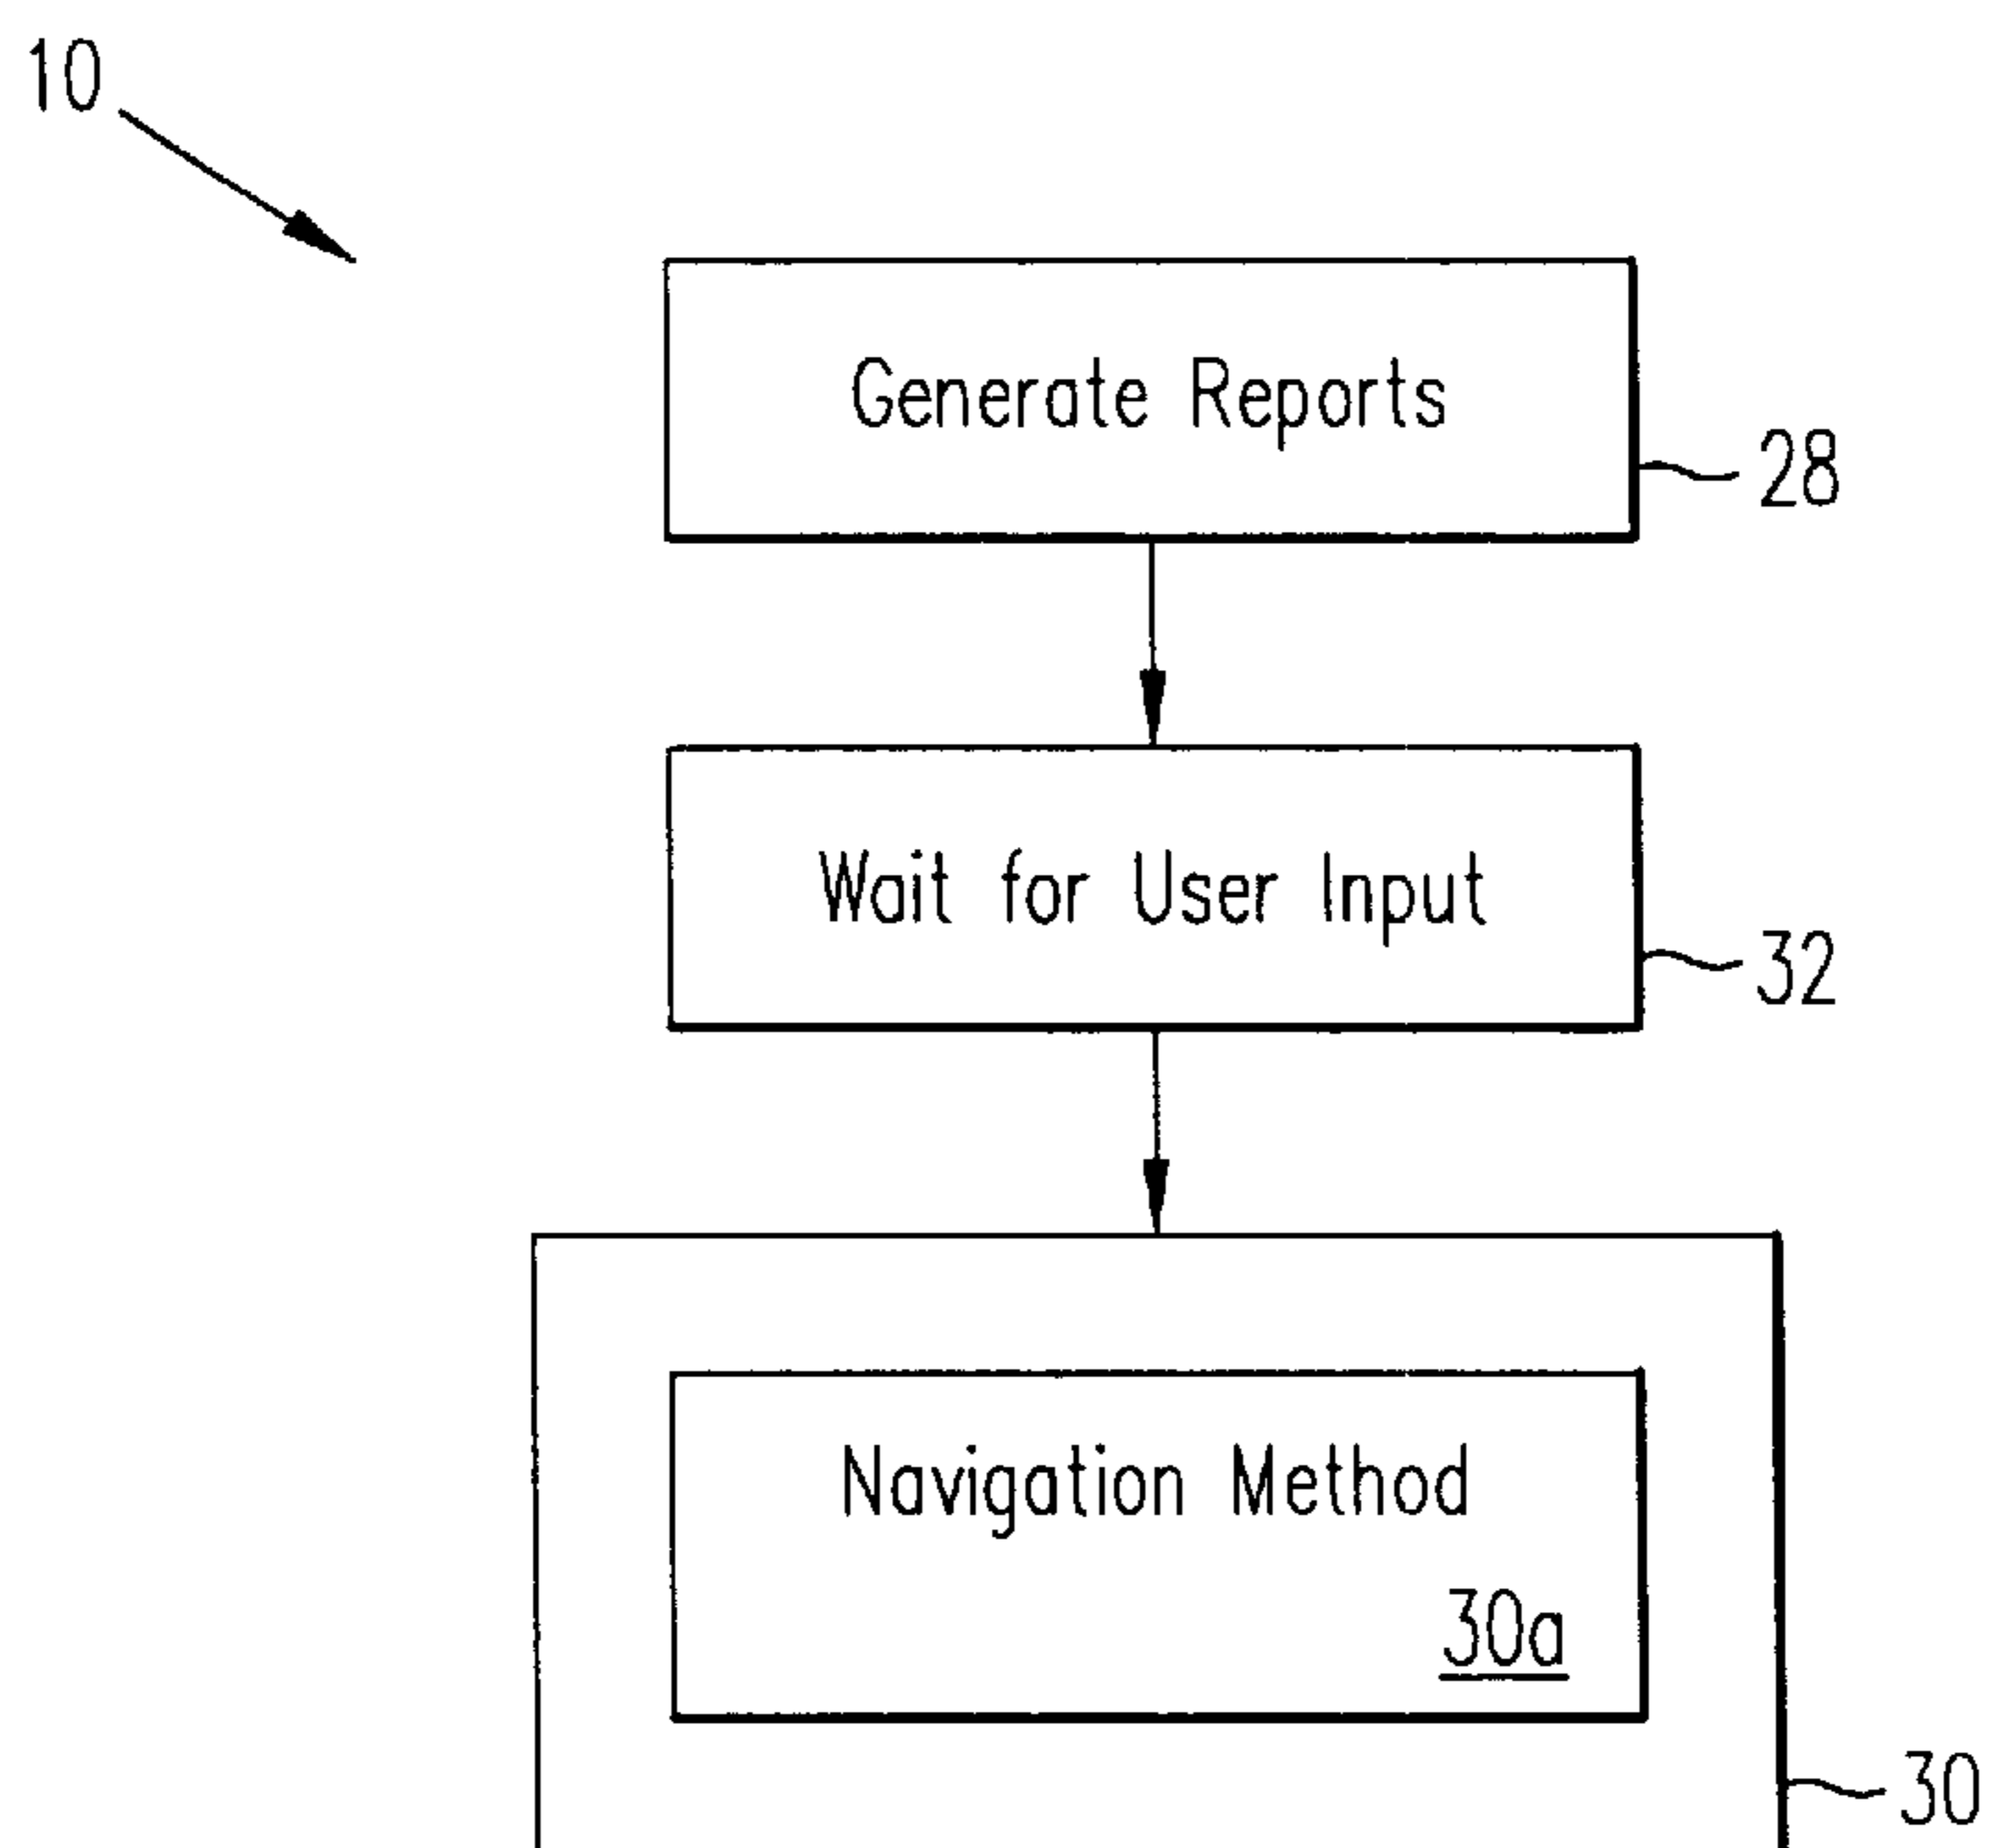 10
Generate Reports
28
Wait for User Input
32
Navigation Method
30a
30